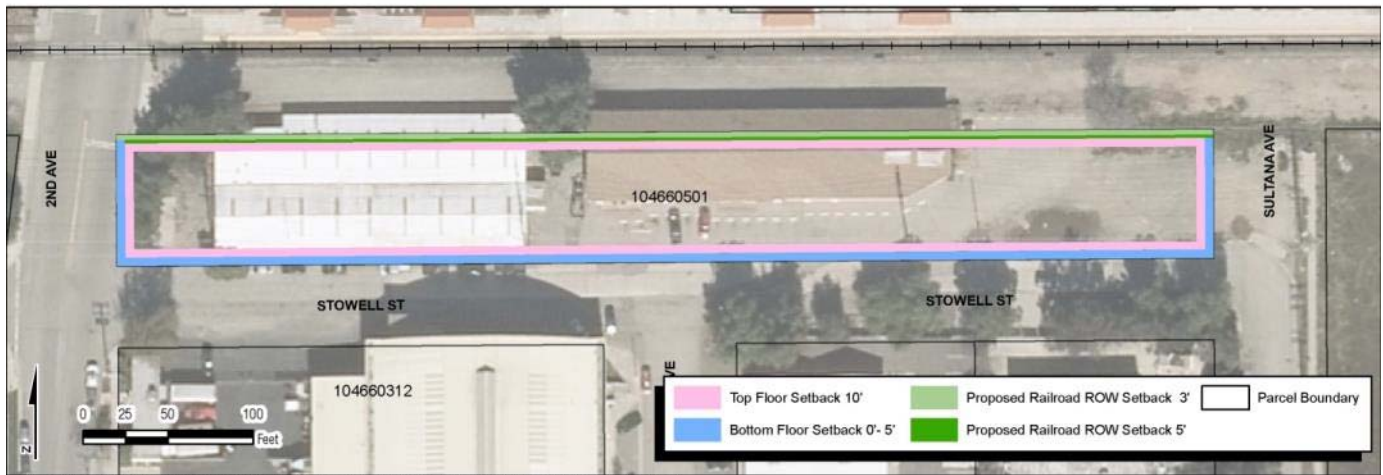 2ND AVE
SULTANA AVE
104660501
STOWELL ST
STOWELL ST
104660312
0 25 50 100
Feet
Z
Top Floor Setback 10'
Proposed Railroad ROW Setback 3'
Parcel Boundary
Bottom Floor Setback 0'- 5'
Proposed Railroad ROW Setback 5'